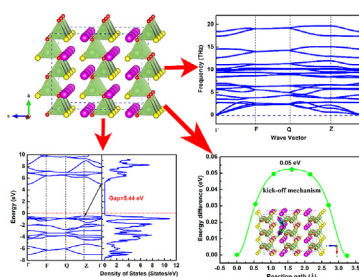 Frequency (THz)
20
15
10
5
0
F
Q
Z
Wave Vector
Energy (eV)
10
8
6
4
2
0
-2
-4
-6
-8
Gap=5.44 eV
F
Q
Z
0 2 4 6 8 10 12
Density of States (States/eV)
Energy difference (eV)
0.06
0.05
0.04
0.03
0.02
0.01
0.00
0.05 eV
kick-off mechanism
0.0 0.5 1.0 1.5 2.0 2.5 3.0
Reaction path (Å)